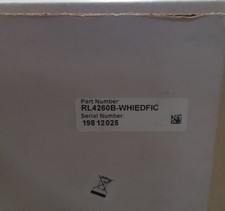 Part Number
RL4260B-WHIEDFIC
Serial Number:
19812025